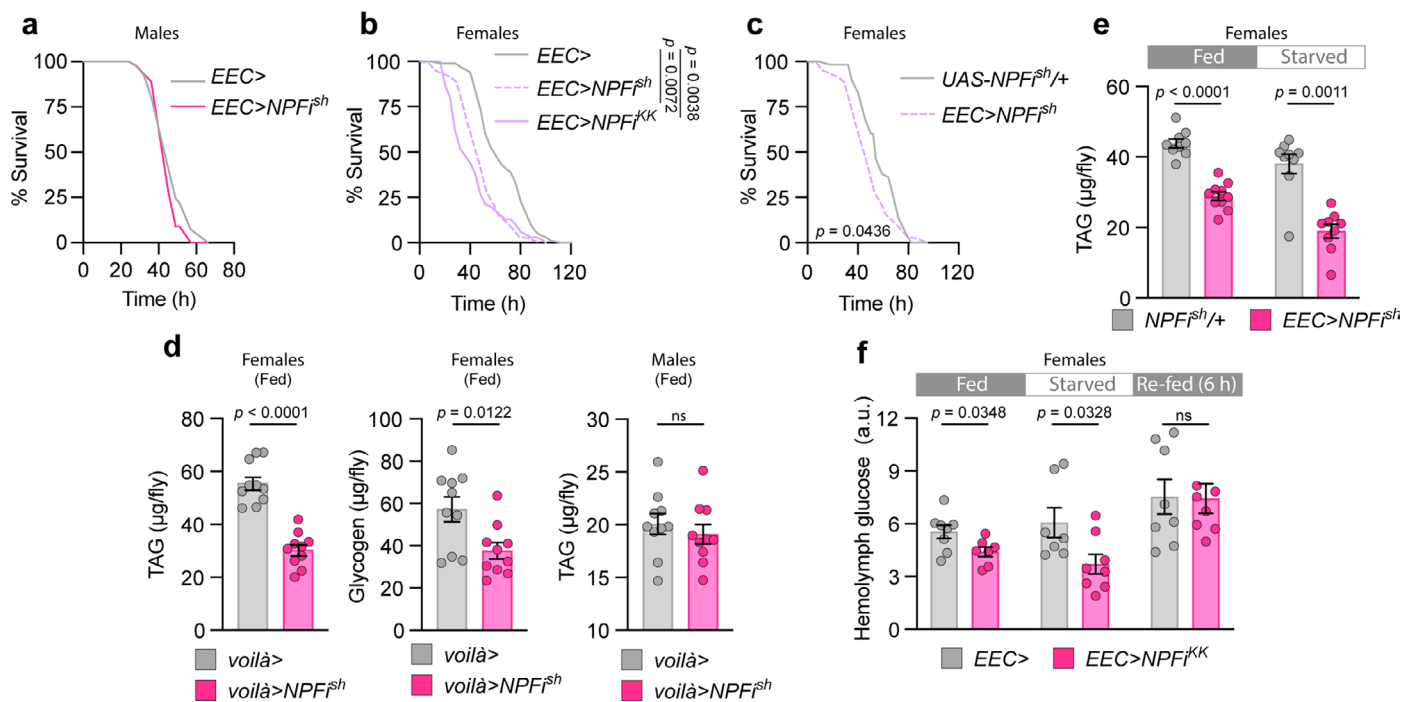 a
Males
% Survival
100
75
50
25
0
0 20 40 60 80
Time (h)
EEC>
EEC>NPFi^sh
b
Females
% Survival
100
75
50
25
0
0 40 80 120
Time (h)
EEC>
EEC>NPFi^sh
EEC>NPFi^KK
p = 0.0072
p = 0.0038
c
Females
% Survival
100
75
50
25
0
0 40 80 120
Time (h)
UAS-NPFi^sh/+
EEC>NPFi^sh
p = 0.0436
e
Females
Fed Starved
TAG (µg/fly)
60
40
20
0
p < 0.0001 p = 0.0011
NPFi^sh/+ EEC>NPFi^sh
d
Females
(Fed)
p < 0.0001
TAG (µg/fly)
80
60
40
20
0
voilà>
voilà>NPFi^sh
Females
(Fed)
p = 0.0122
Glycogen (µg/fly)
100
80
60
40
20
0
voilà>
voilà>NPFi^sh
Males
(Fed)
ns
TAG (µg/fly)
30
25
20
15
10
voilà>
voilà>NPFi^sh
f
Females
Fed Starved Re-fed (6 h)
Hemolymph glucose (a.u.)
12
9
6
3
0
p = 0.0348 p = 0.0328 ns
EEC> EEC>NPFi^KK